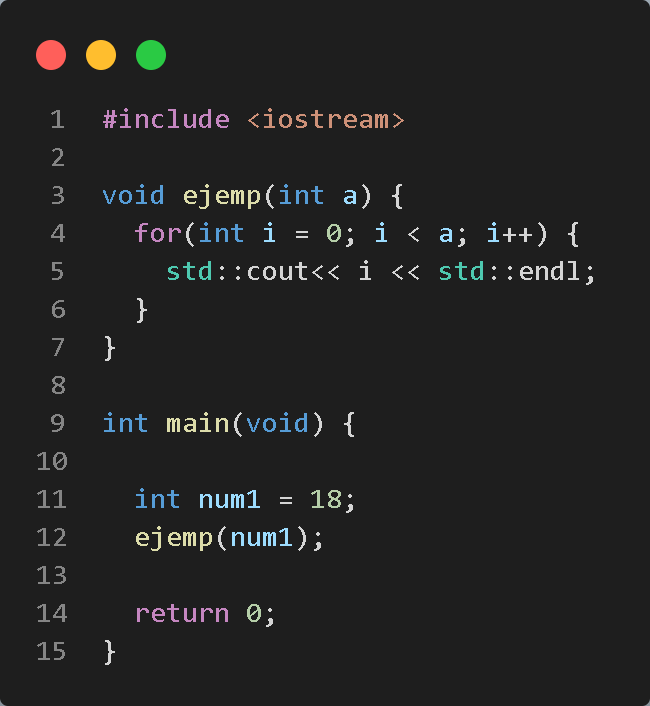 1 #include <iostream>
2
3 void ejemp(int a) {
4   for(int i = 0; i < a; i++) {
5     std::cout<< i << std::endl;
6   }
7 }
8
9 int main(void) {
10
11   int num1 = 18;
12   ejemp(num1);
13
14   return 0;
15 }